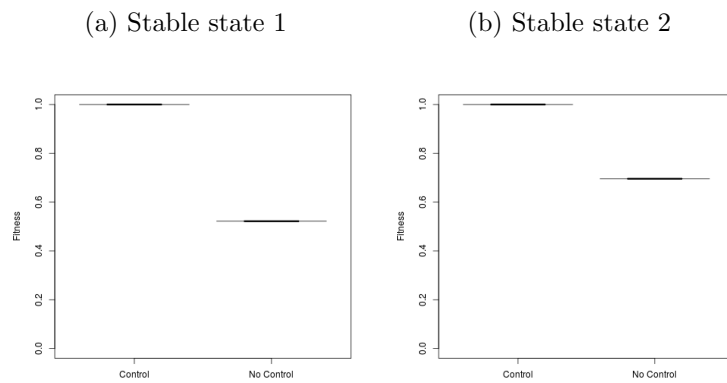 (a) Stable state 1
(b) Stable state 2
1.0
0.8
0.6
0.4
0.2
0.0
Fitness
Control
No Control
1.0
0.8
0.6
0.4
0.2
0.0
Fitness
Control
No Control